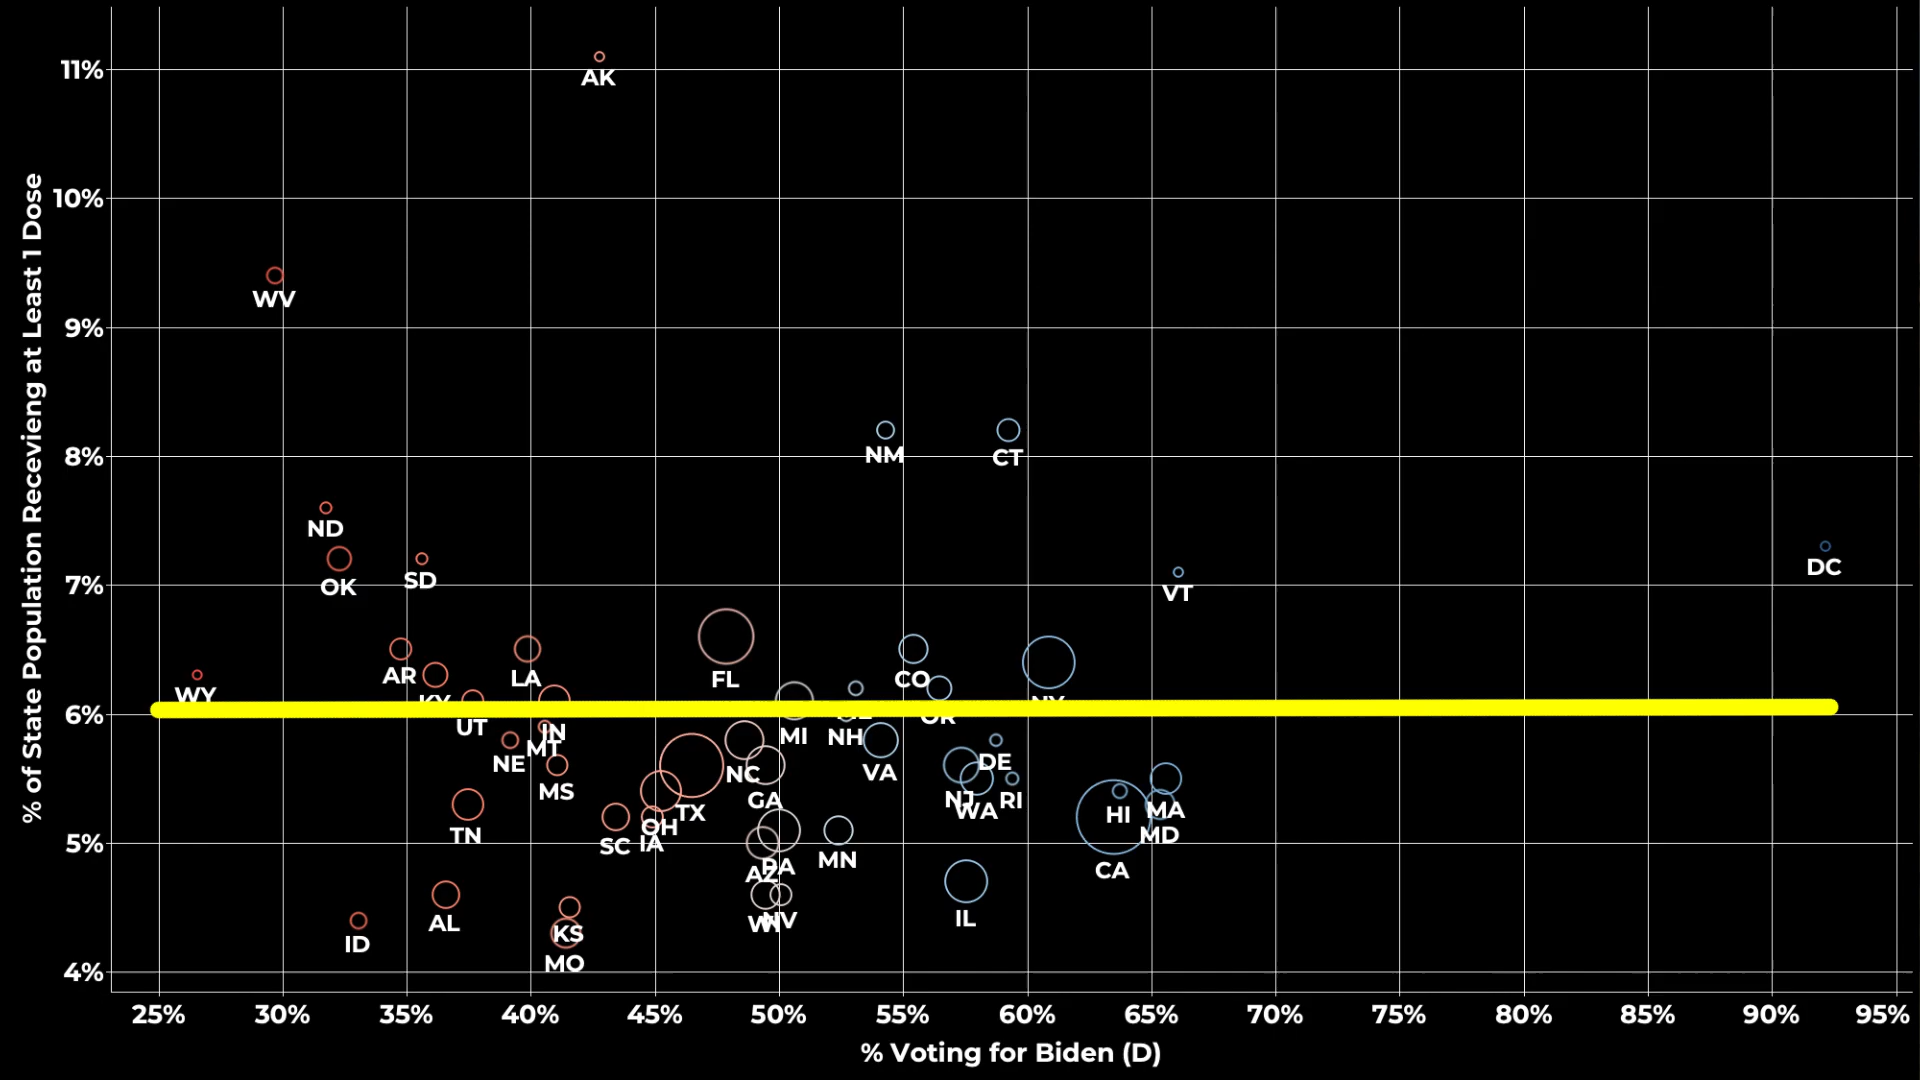 % of State Population Recevieng at Least 1 Dose
11%
AK
10%
WV
9%
NM
CT
8%
ND
OK
SD
DC
VT
7%
AR
LA
FL
CO
WY
KY
NY
6%
OR
UT
IN
MT
MI
NH
NE
NC
VA
DE
MS
GA
NJ
WA
RI
TX
HI
MA
OH
TN
MD
SC
IA
5%
MN
AZ
PA
CA
AL
WI
NV
IL
KS
ID
MO
4%
25% 30% 35% 40% 45% 50% 55% 60% 65% 70% 75% 80% 85% 90% 95%
% Voting for Biden (D)